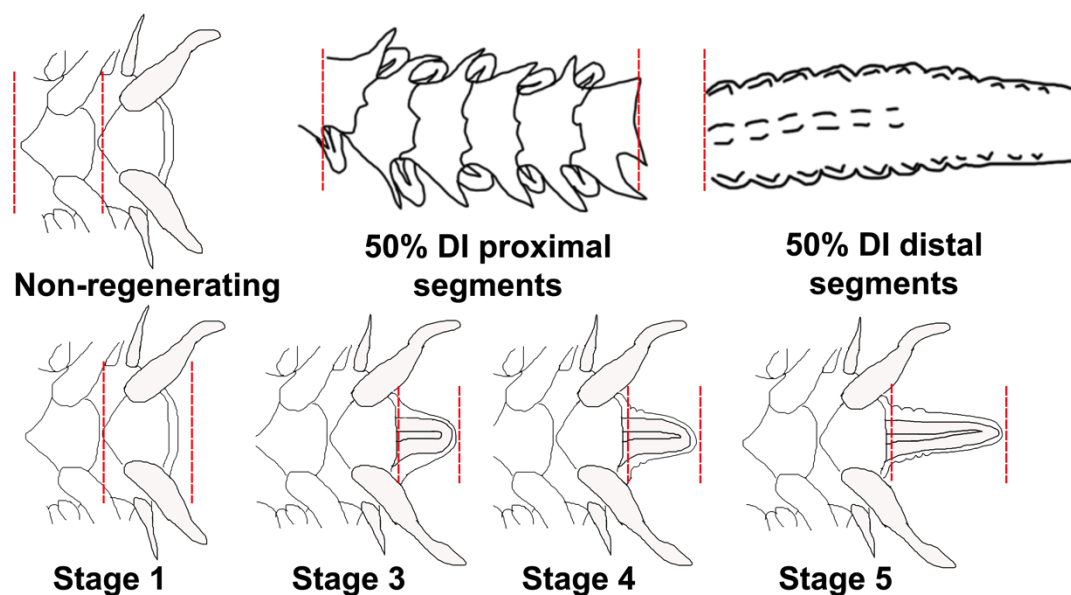 Non-regenerating
50% DI proximal
segments
50% DI distal
segments
Stage 1
Stage 3
Stage 4
Stage 5